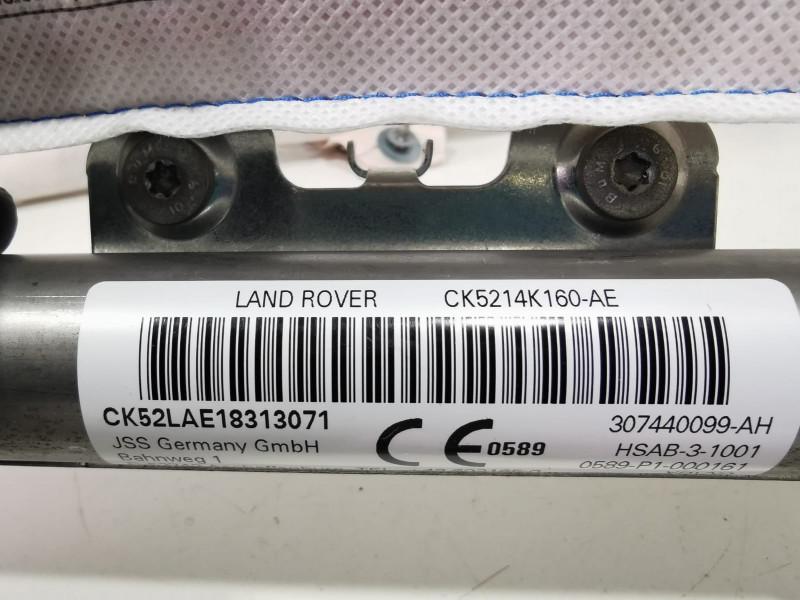 LAND ROVER CK5214K160-AE
CK52LAE18313071 307440099-AH
JSS Germany GmbH CE 0589 HSAB-3-1001
Bahnweg 1 0589-P1-000161